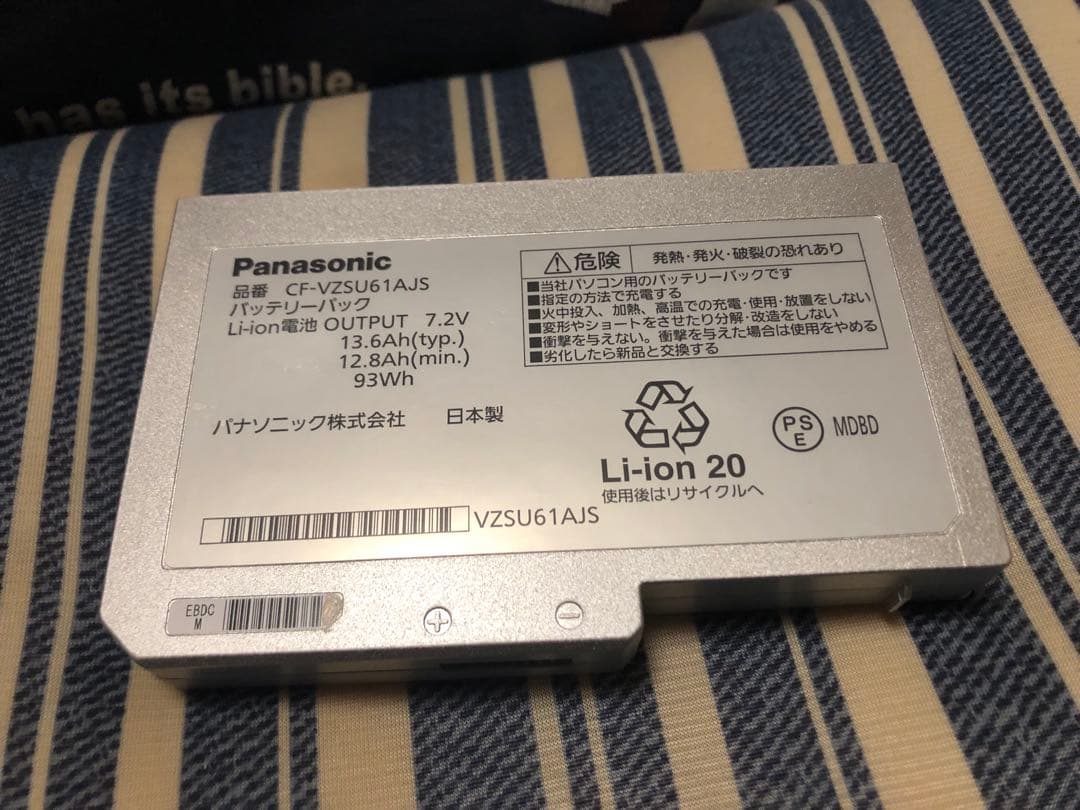 has its bible.
Panasonic
品番 CF-VZSU61AJS
バッテリーパック
Li-ion電池 OUTPUT 7.2V
13.6Ah(typ.)
12.8Ah(min.)
93Wh
パナソニック株式会社 日本製
⚠危険 発熱・発火・破裂の恐れあり
■当社パソコン用のバッテリーパックです
■指定の方法で充電する
■火中投入、加熱、高温での充電・使用・放置をしない
■変形やショートをさせたり分解・改造をしない
■衝撃を与えない。衝撃を与えた場合は使用をやめる
■劣化したら新品と交換する
Li-ion 20
使用後はリサイクルへ
PS
E
MDBD
VZSU61AJS
EBDC
M
+ -